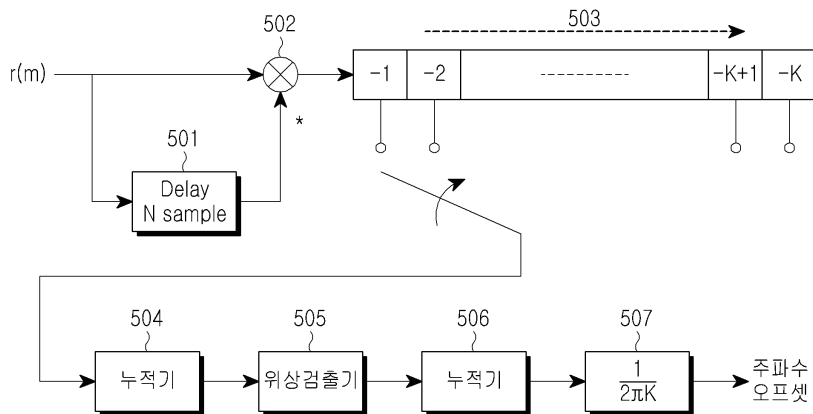 503
502
r(m)
-1
-2
-K+1
-K
*
501
Delay
N sample
504
505
506
507
누적기
위상검출기
누적기
1
2πK
주파수
오프셋